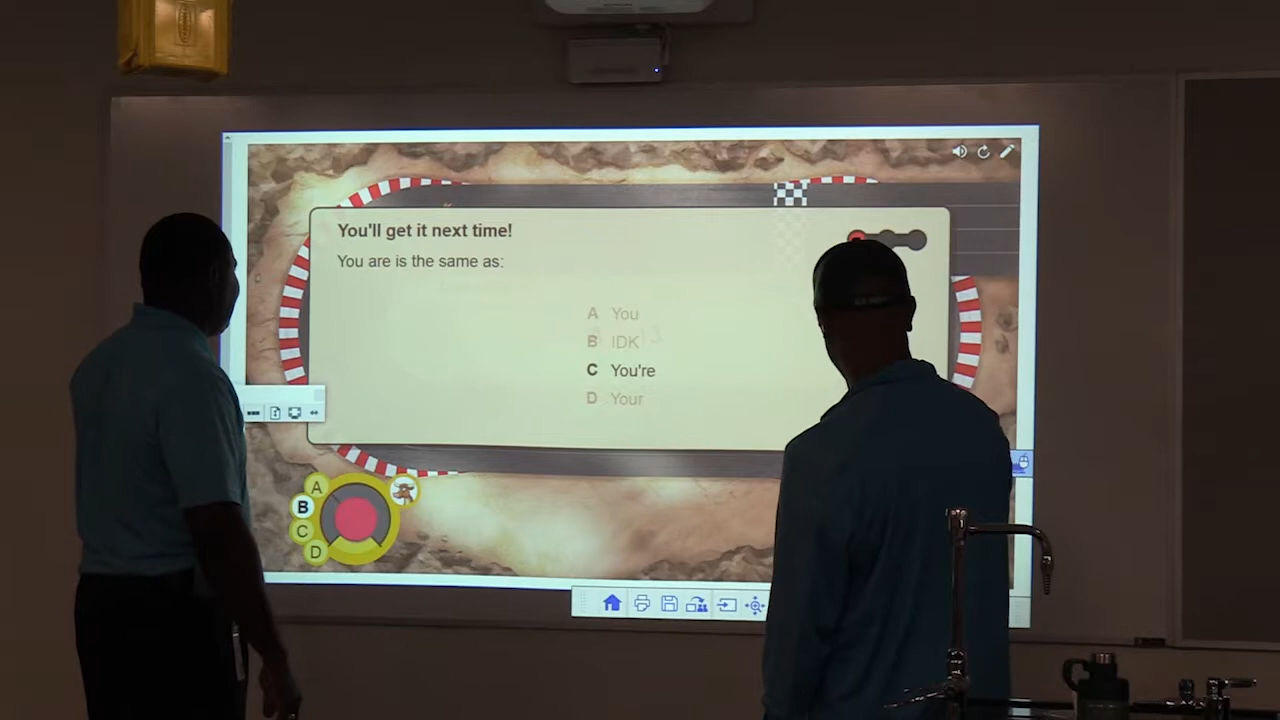 You'll get it next time!
You are is the same as:
A You
B IDK
C You're
D Your
A
B
C
D